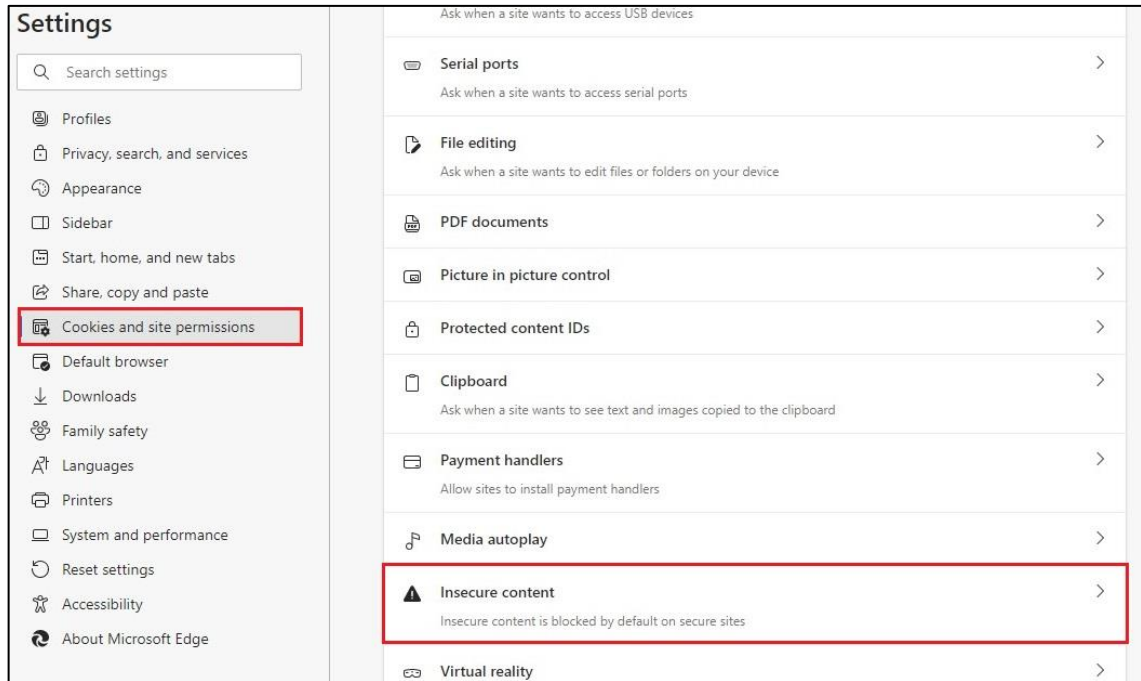 Settings
Search settings
Profiles
Privacy, search, and services
Appearance
Sidebar
Start, home, and new tabs
Share, copy and paste
Cookies and site permissions
Default browser
Downloads
Family safety
Languages
Printers
System and performance
Reset settings
Accessibility
About Microsoft Edge
Ask when a site wants to access USB devices
Serial ports
Ask when a site wants to access serial ports
File editing
Ask when a site wants to edit files or folders on your device
PDF documents
Picture in picture control
Protected content IDs
Clipboard
Ask when a site wants to see text and images copied to the clipboard
Payment handlers
Allow sites to install payment handlers
Media autoplay
Insecure content
Insecure content is blocked by default on secure sites
Virtual reality